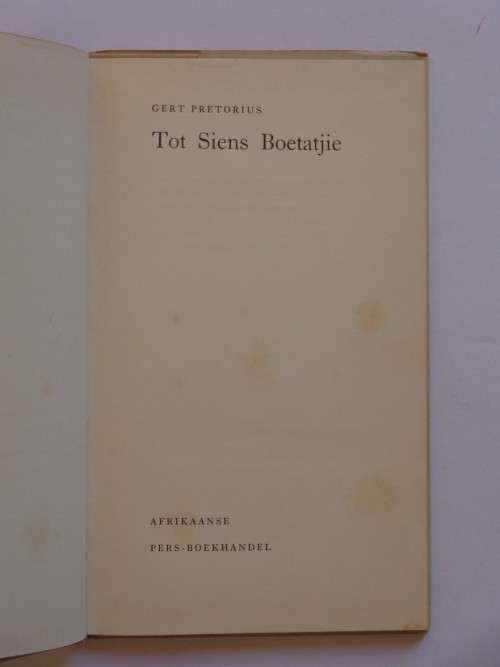 GERT PRETORIUS
Tot Siens Boetatjie
AFRIKAANSE
PERS-BOEKHANDEL